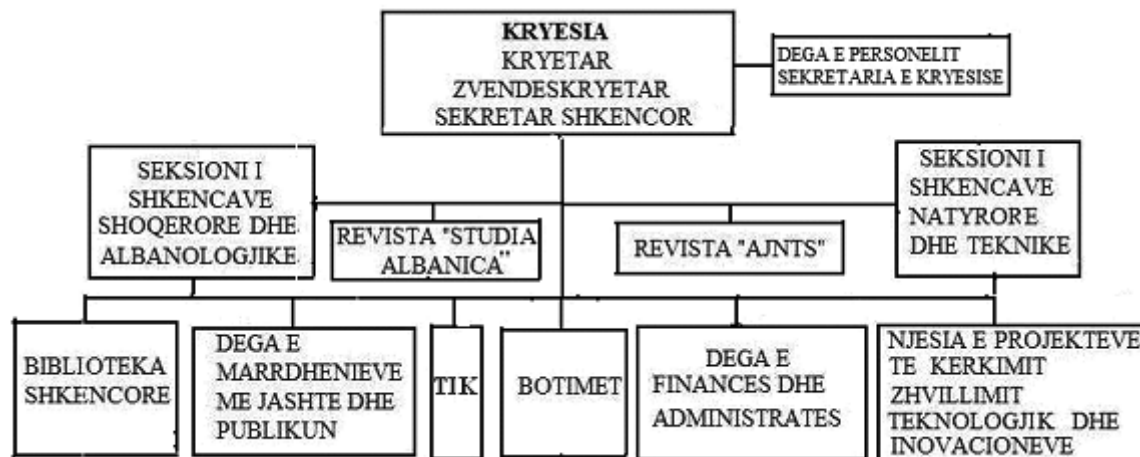 KRYESIA
KRYETAR
ZVENDESKRYETAR
SEKRETAR SHKENCOR
DEGA E PERSONELIT
SEKRETARIA E KRYESISE
SEKSIONI I
SHKENCAVE
SHOQERORE DHE
ALBANOLOGJIKE
REVISTA "STUDIA
ALBANICA"
REVISTA "AJNTS"
SEKSIONI I
SHKENCAVE
NATYRORE
DHE TEKNIKE
BIBLIOTEKA
SHKENCORE
DEGA E
MARRDHENIEVE
ME JASHTE DHE
PUBLIKUN
TIK
BOTIMET
DEGA E
FINANCES DHE
ADMINISTRATES
NJESIA E PROJEKTEVE
TE KERKIMIT
ZHVILLIMIT
TEKNOLOGJIK DHE
INOVACIONEVE